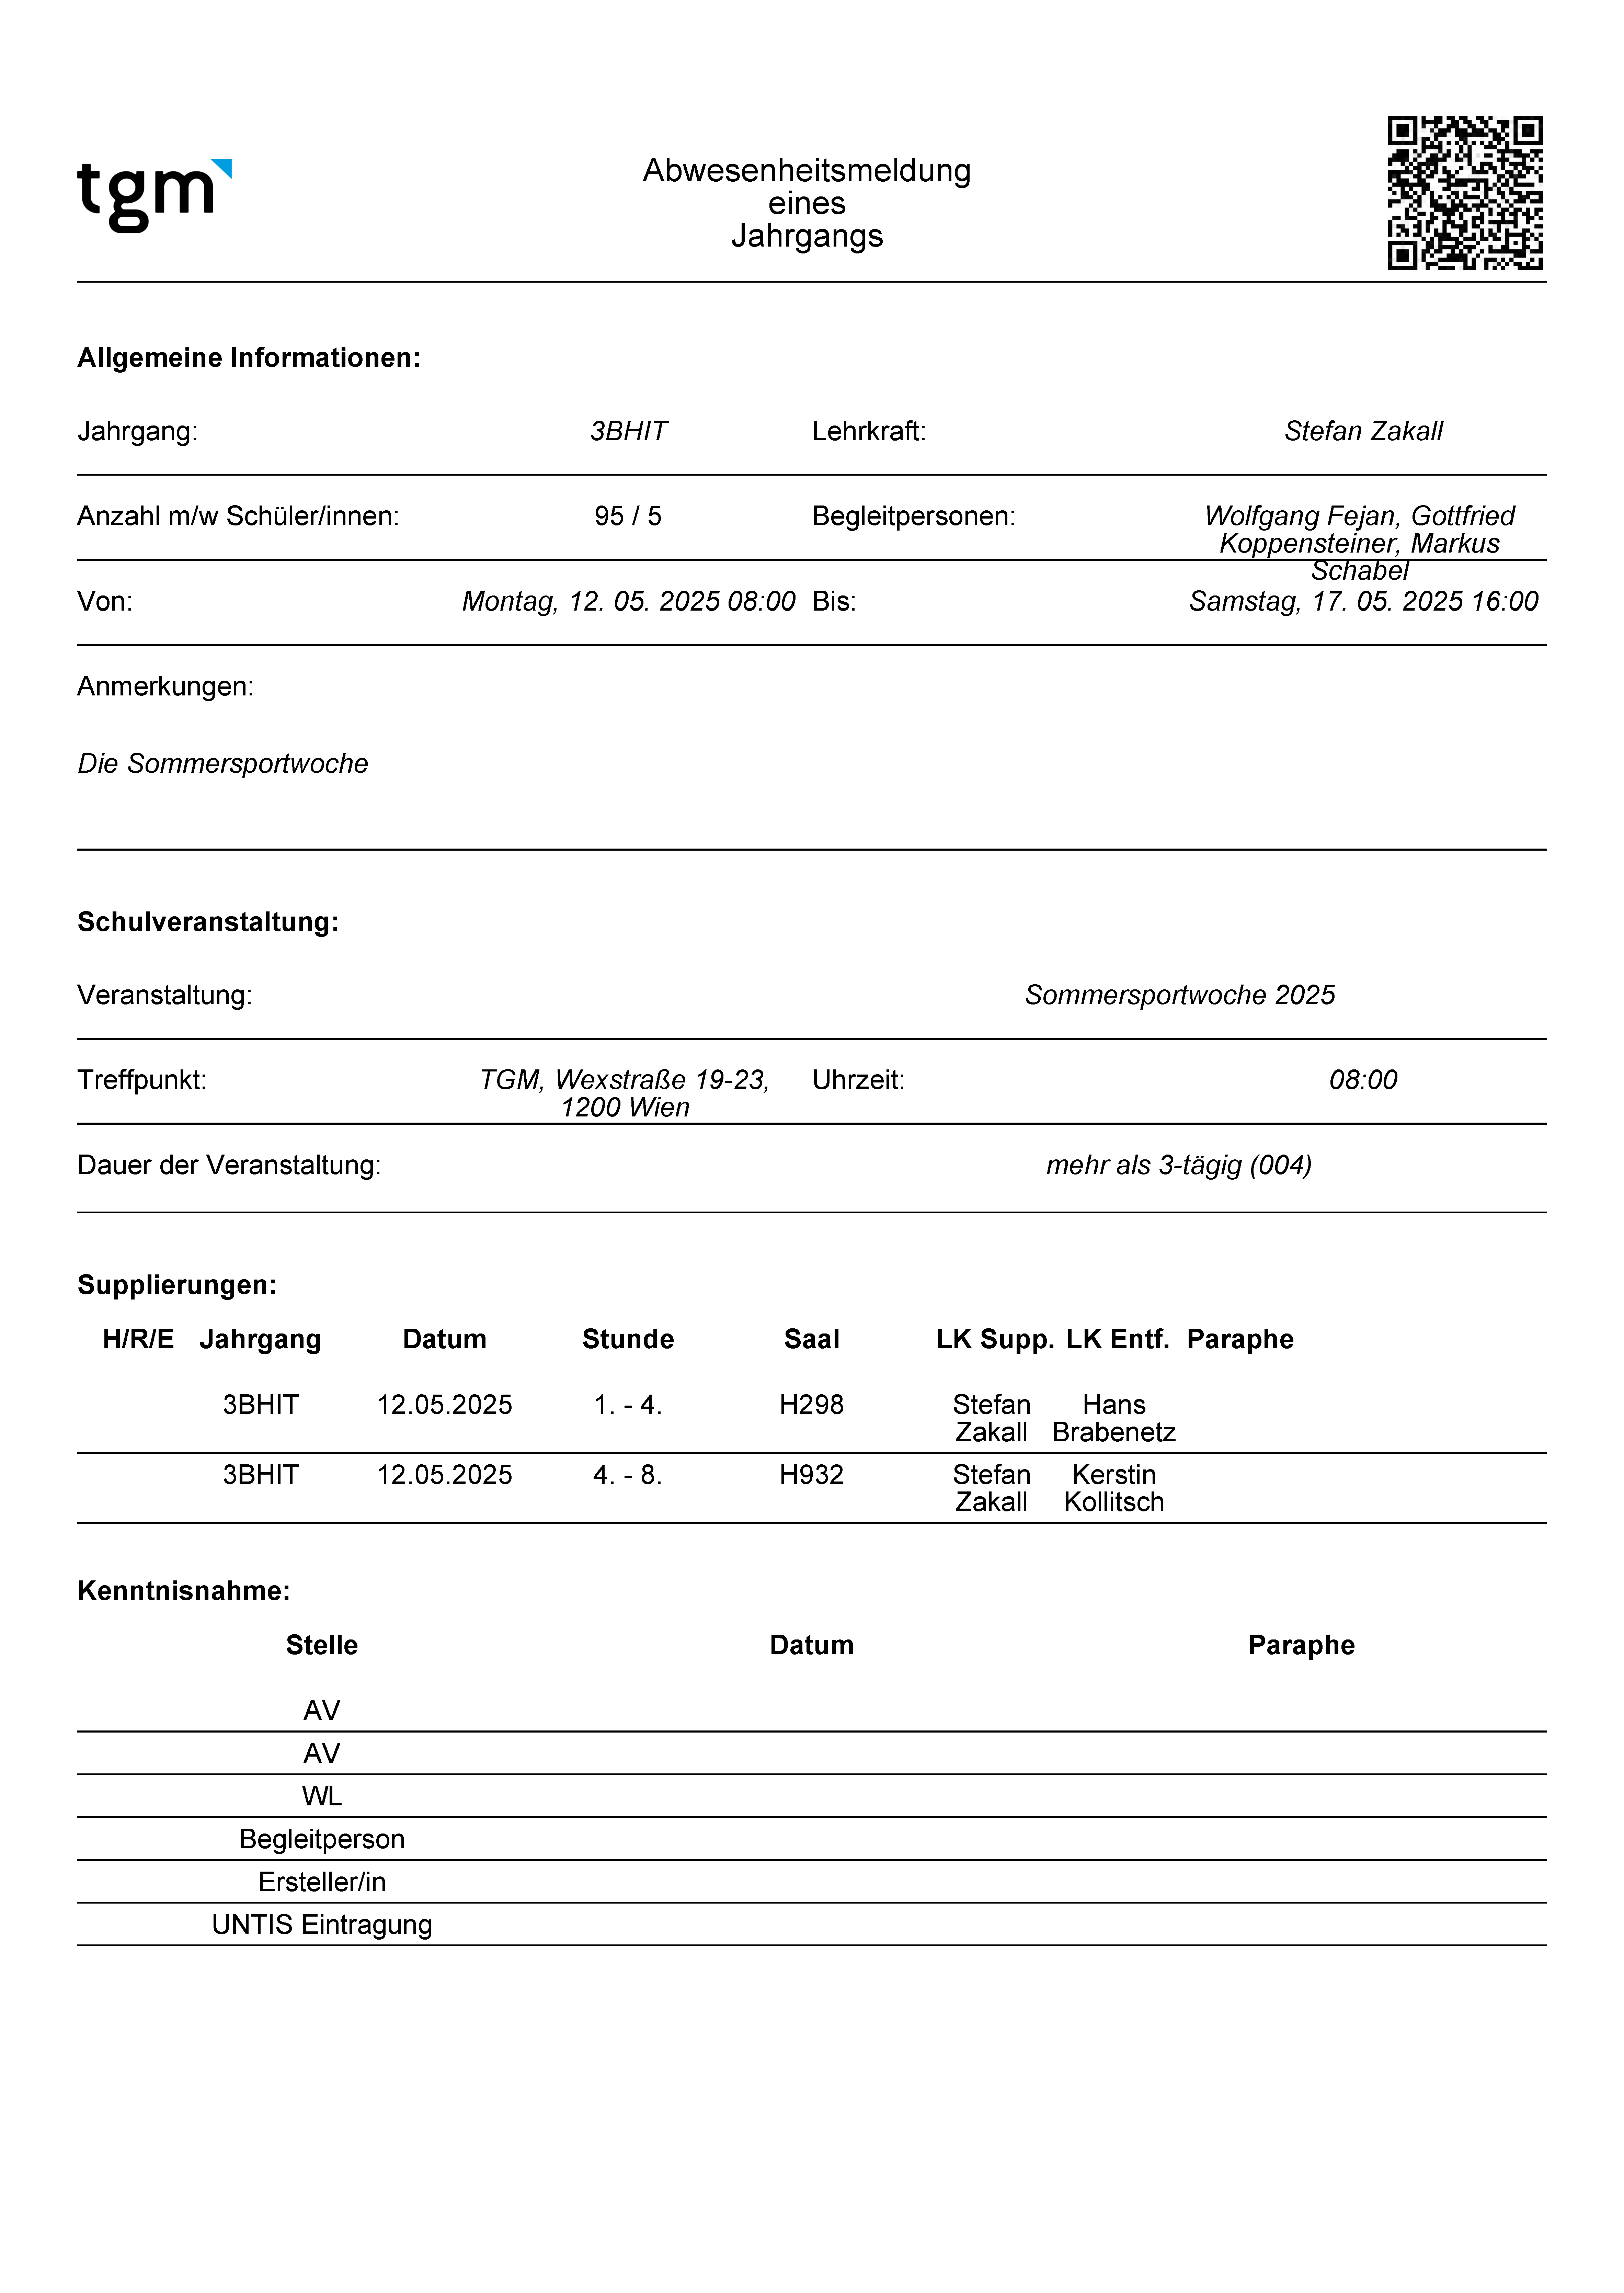 tgm
Abwesenheitsmeldung
eines
Jahrgangs
Allgemeine Informationen:
Jahrgang: 3BHIT Lehrkraft: Stefan Zakall
Anzahl m/w Schüler/innen: 95 / 5 Begleitpersonen: Wolfgang Fejan, Gottfried
Koppensteiner, Markus
Schabel
Von: Montag, 12. 05. 2025 08:00 Bis: Samstag, 17. 05. 2025 16:00
Anmerkungen:
Die Sommersportwoche
Schulveranstaltung:
Veranstaltung: Sommersportwoche 2025
Treffpunkt: TGM, Wexstraße 19-23, Uhrzeit: 08:00
1200 Wien
Dauer der Veranstaltung: mehr als 3-tägig (004)
Supplierungen:
H/R/E Jahrgang Datum Stunde Saal LK Supp. LK Entf. Paraphe
3BHIT 12.05.2025 1. - 4. H298 Stefan Hans
Zakall Brabenetz
3BHIT 12.05.2025 4. - 8. H932 Stefan Kerstin
Zakall Kollitsch
Kenntnisnahme:
Stelle Datum Paraphe
AV
AV
WL
Begleitperson
Ersteller/in
UNTIS Eintragung